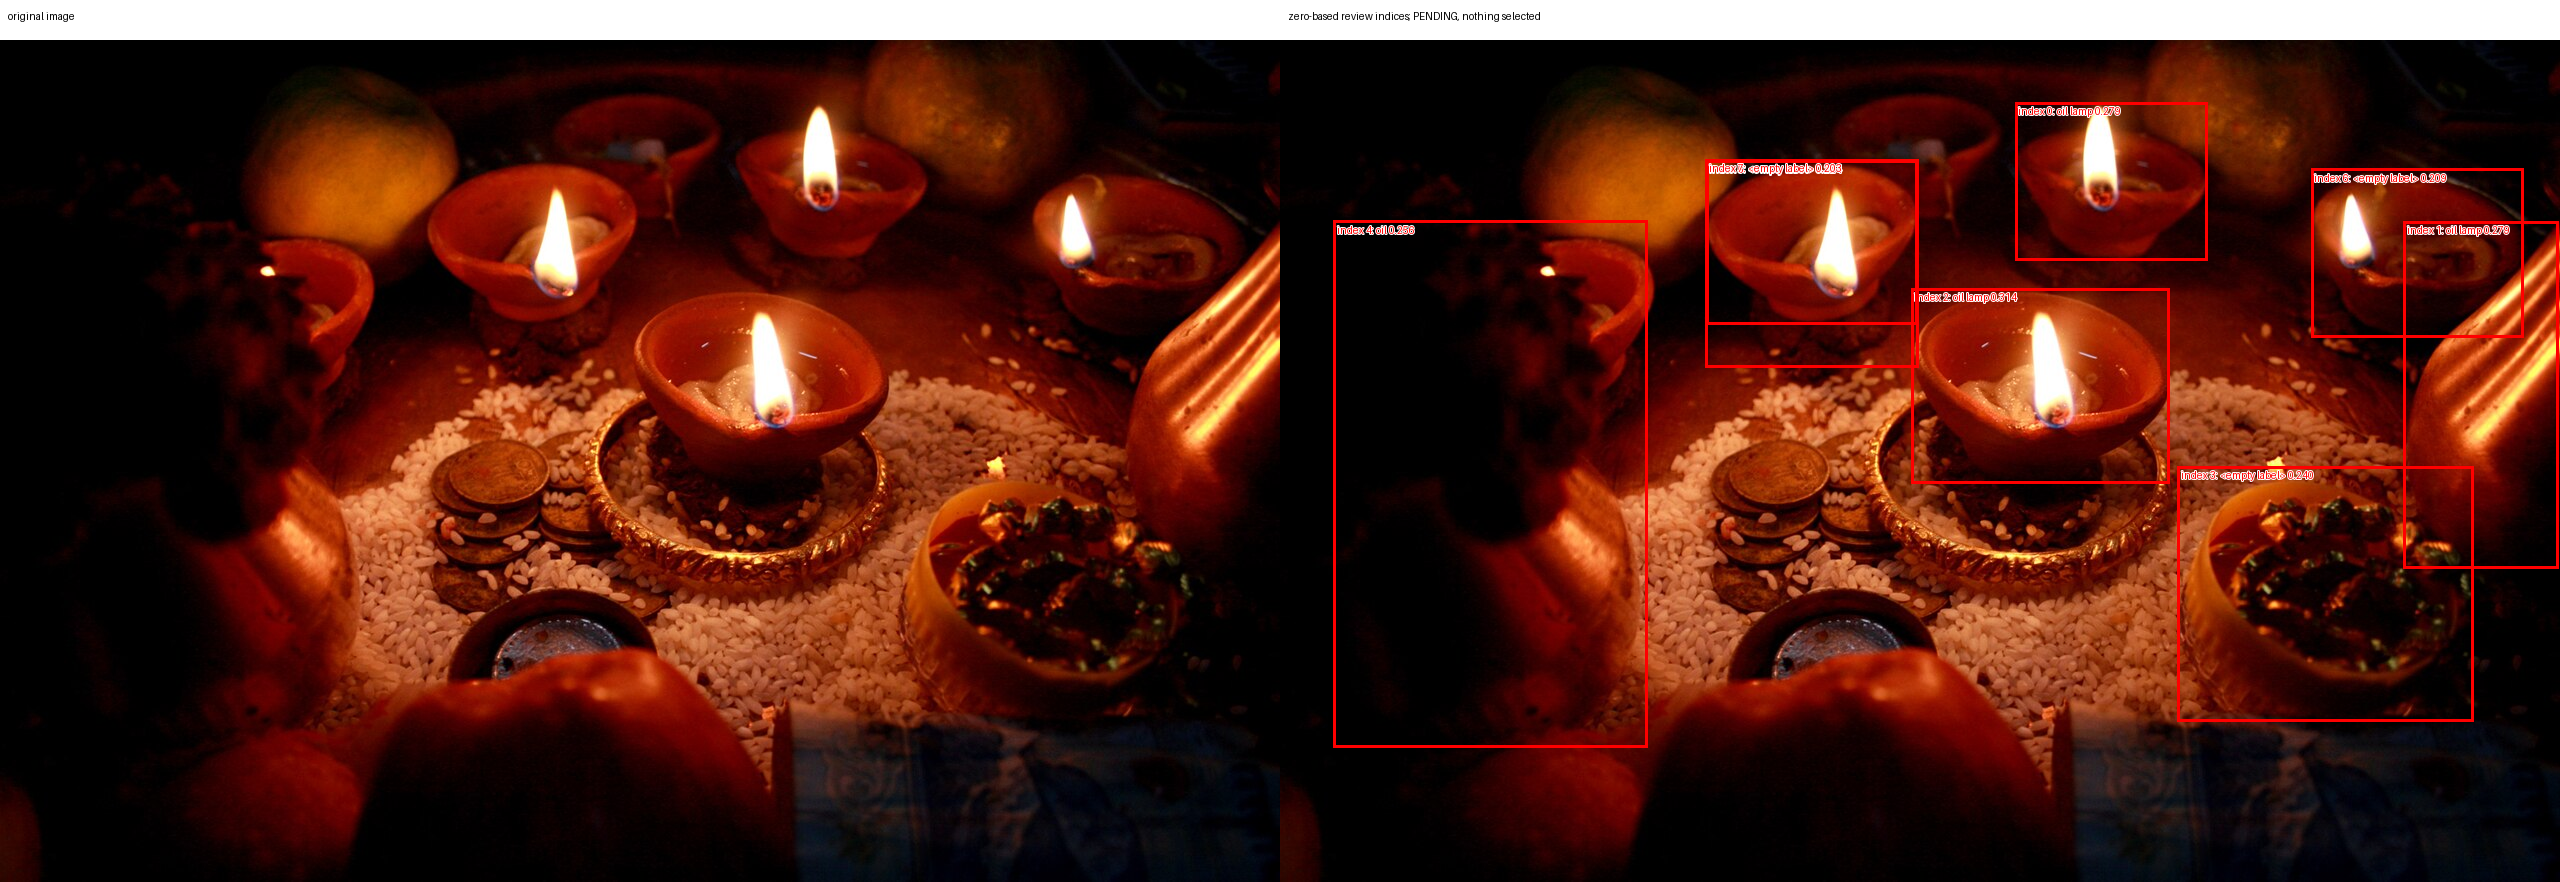 original image
zero-based review indices; PENDING, nothing selected
index 0: oil lamp 0.279
index 7: <empty label> 0.203
index 6: <empty label> 0.209
index 4: oil 0.256
index 1: oil lamp 0.279
index 2: oil lamp 0.314
index 3: <empty label> 0.240